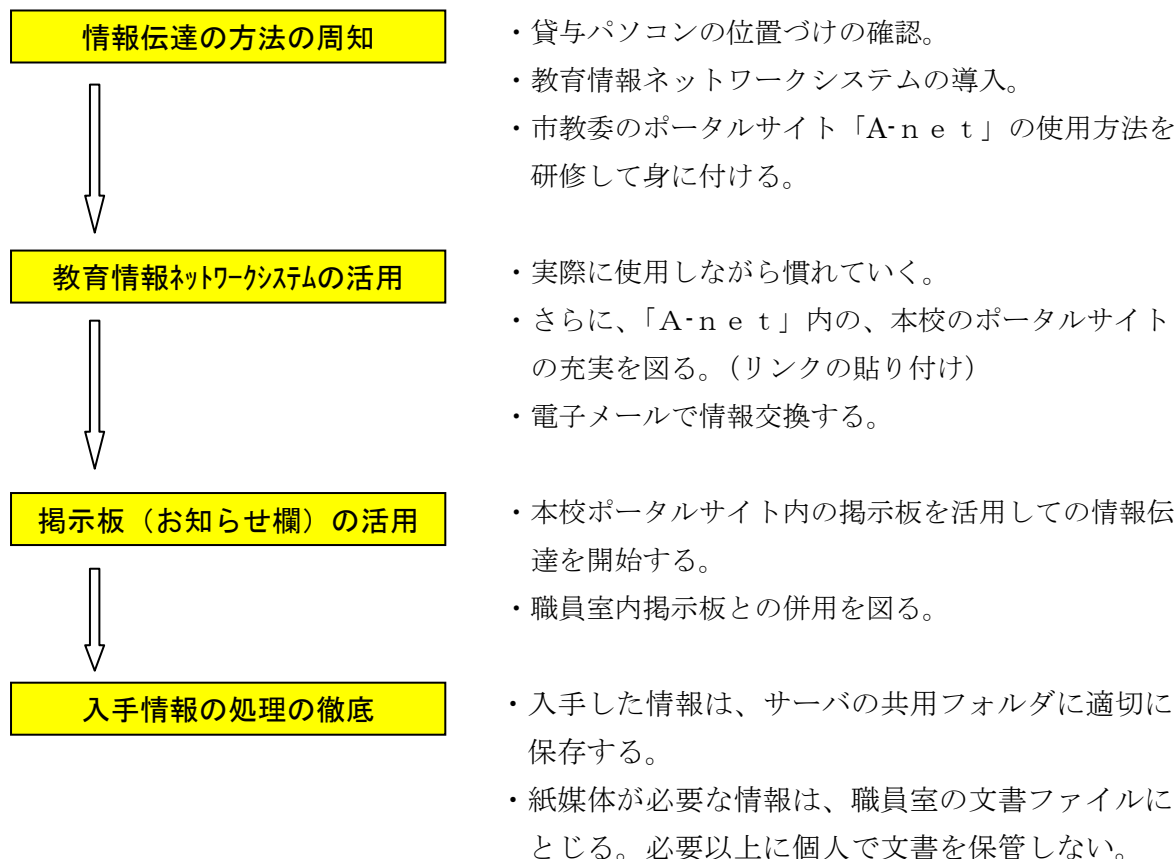 情報伝達の方法の周知
・貸与パソコンの位置づけの確認。
・教育情報ネットワークシステムの導入。
・市教委のポータルサイト「A-ｎｅｔ」の使用方法を
研修して身に付ける。
教育情報ﾈｯﾄﾜｰｸｼｽﾃﾑの活用
・実際に使用しながら慣れていく。
・さらに、「A-ｎｅｔ」内の、本校のポータルサイト
の充実を図る。（リンクの貼り付け）
・電子メールで情報交換する。
掲示板（お知らせ欄）の活用
・本校ポータルサイト内の掲示板を活用しての情報伝
達を開始する。
・職員室内掲示板との併用を図る。
入手情報の処理の徹底
・入手した情報は、サーバの共用フォルダに適切に
保存する。
・紙媒体が必要な情報は、職員室の文書ファイルに
とじる。必要以上に個人で文書を保管しない。